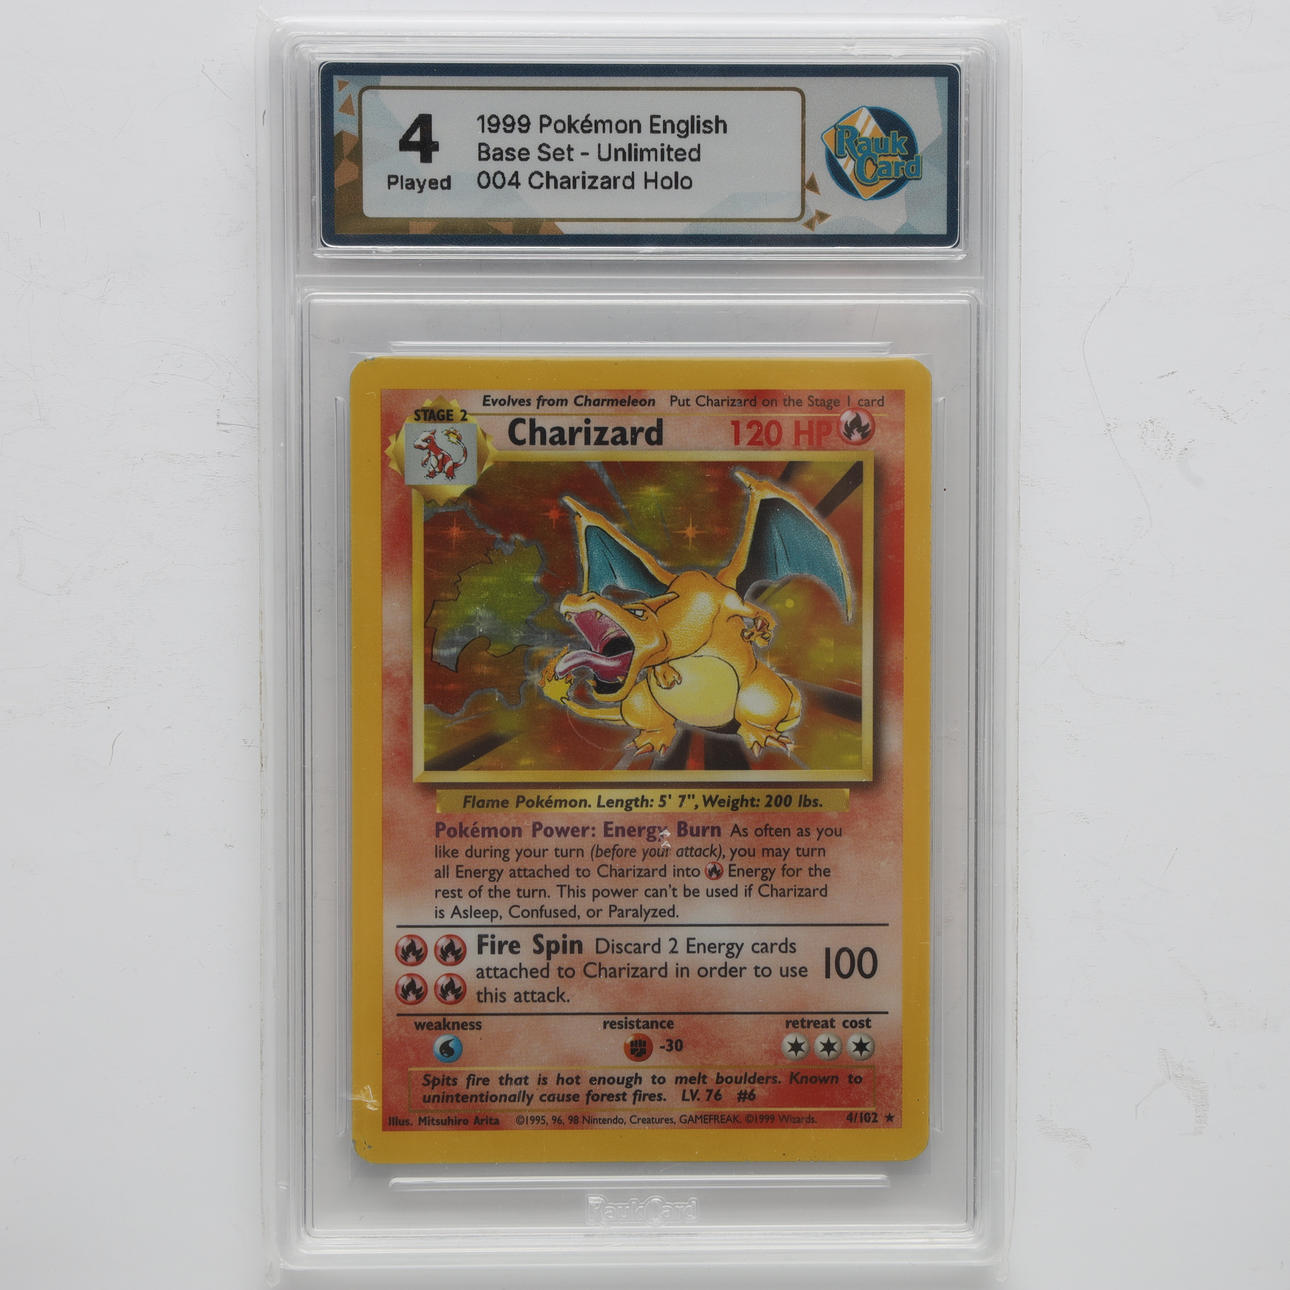 4
Played
1999 Pokémon English
Base Set - Unlimited
004 Charizard Holo
Rauk
Card
Evolves from Charmeleon Put Charizard on the Stage 1 card
STAGE 2
Charizard 120 HP
Flame Pokémon. Length: 5' 7", Weight: 200 lbs.
Pokémon Power: Energy Burn As often as you
like during your turn (before your attack), you may turn
all Energy attached to Charizard into Energy for the
rest of the turn. This power can't be used if Charizard
is Asleep, Confused, or Paralyzed.
Fire Spin Discard 2 Energy cards
attached to Charizard in order to use 100
this attack.
weakness resistance retreat cost
-30
Spits fire that is hot enough to melt boulders. Known to
unintentionally cause forest fires. LV. 76 #6
Illus. Mitsuhiro Arita ©1995, 96, 98 Nintendo, Creatures, GAMEFREAK. ©1999 Wizards. 4/102 ★
RaukCard